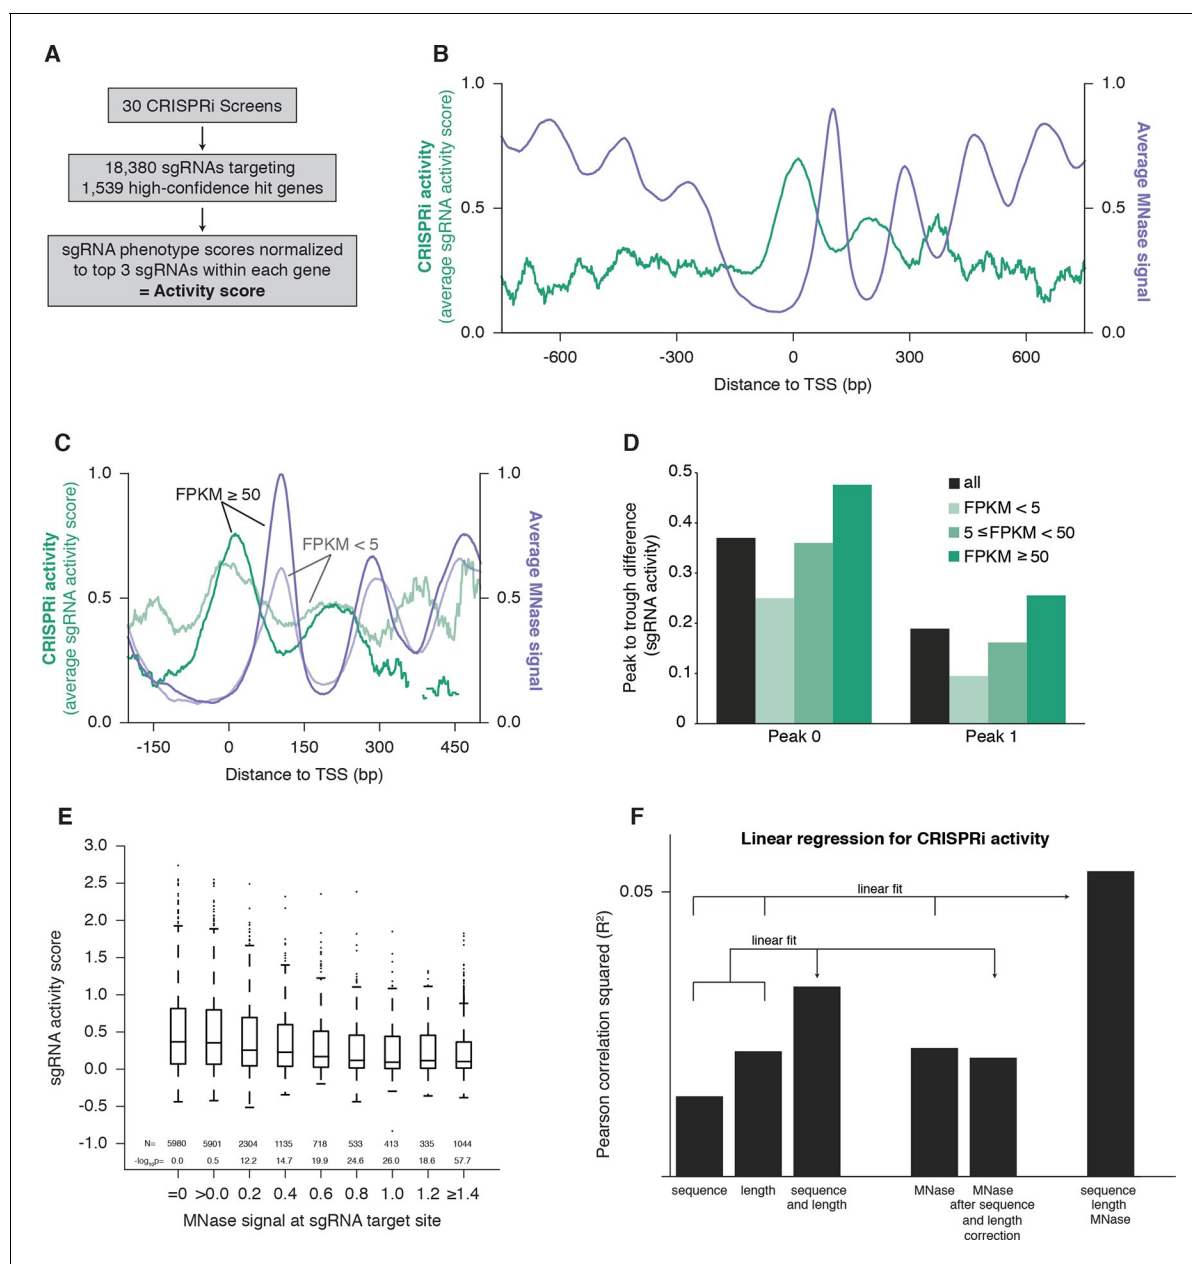 A
30 CRISPRi Screens
18,380 sgRNAs targeting
1,539 high-confidence hit genes
sgRNA phenotype scores normalized
to top 3 sgRNAs within each gene
= Activity score
B
CRISPRi activity
(average sgRNA activity score)
1.0
0.5
0.0
1.0
0.5
0.0
Average MNase signal
-600
-300
0
300
600
Distance to TSS (bp)
C
CRISPRi activity
(average sgRNA activity score)
1.0
0.5
0.0
FPKM ≥ 50
FPKM < 5
1.0
0.5
0.0
Average MNase signal
-150
0
150
300
450
Distance to TSS (bp)
D
Peak to trough difference
(sgRNA activity)
0.5
0.4
0.3
0.2
0.1
0
all
FPKM < 5
5 ≤FPKM < 50
FPKM ≥ 50
Peak 0
Peak 1
E
sgRNA activity score
3.0
2.5
2.0
1.5
1.0
0.5
0.0
-0.5
-1.0
N= 5980 5901 2304 1135 718 533 413 335 1044
-log₁₀p= 0.0 0.5 12.2 14.7 19.9 24.6 26.0 18.6 57.7
=0 >0.0 0.2 0.4 0.6 0.8 1.0 1.2 ≥1.4
MNase signal at sgRNA target site
F
Linear regression for CRISPRi activity
Pearson correlation squared (R²)
0.05
linear fit
linear fit
sequence
length
sequence
and length
MNase
MNase
after sequence
and length
correction
sequence
length
MNase